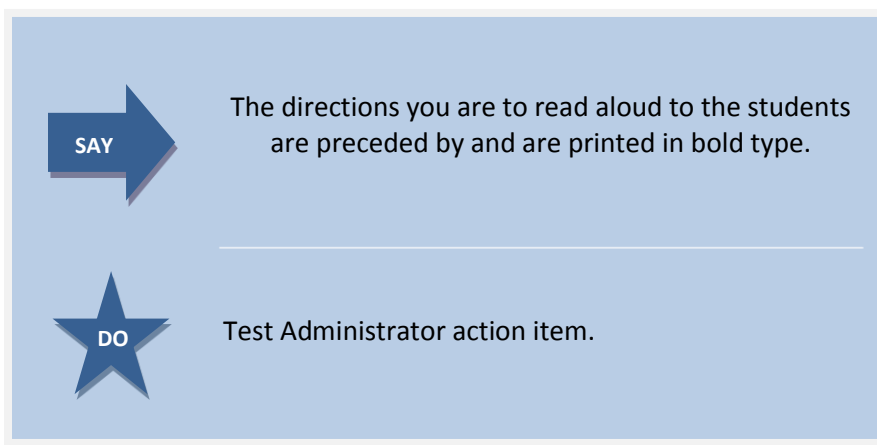 The directions you are to read aloud to the students
SAY
are preceded by and are printed in bold type.
DO
Test Administrator action item.